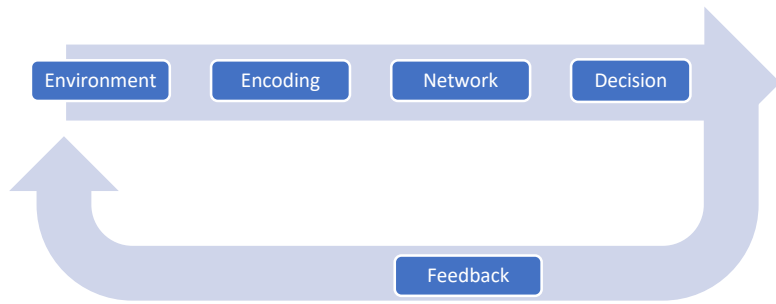 Environment
Encoding
Network
Decision
Feedback